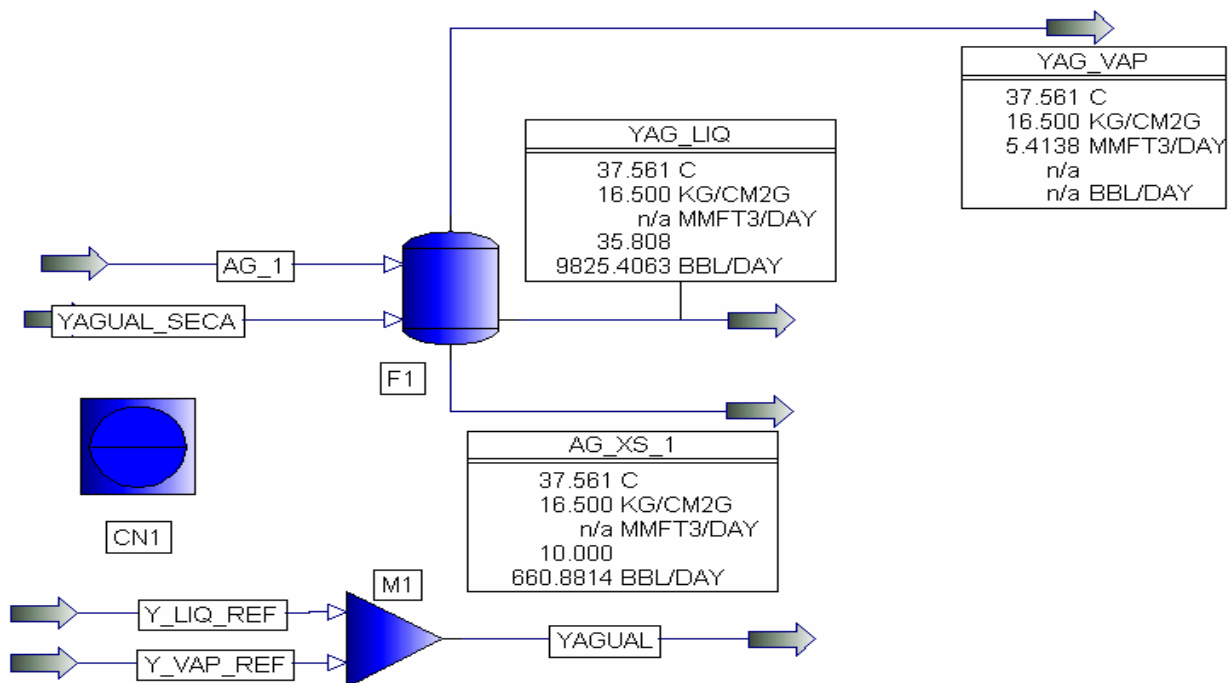 YAG_VAP
37.561 C
16.500 KG/CM2G
5.4138 MMFT3/DAY
n/a
n/a BBL/DAY
YAG_LIQ
37.561 C
16.500 KG/CM2G
n/a MMFT3/DAY
35.808
9825.4063 BBL/DAY
AG_1
YAGUAL_SECA
F1
AG_XS_1
37.561 C
16.500 KG/CM2G
n/a MMFT3/DAY
10.000
660.8814 BBL/DAY
CN1
M1
Y_LIQ_REF
YAGUAL
Y_VAP_REF